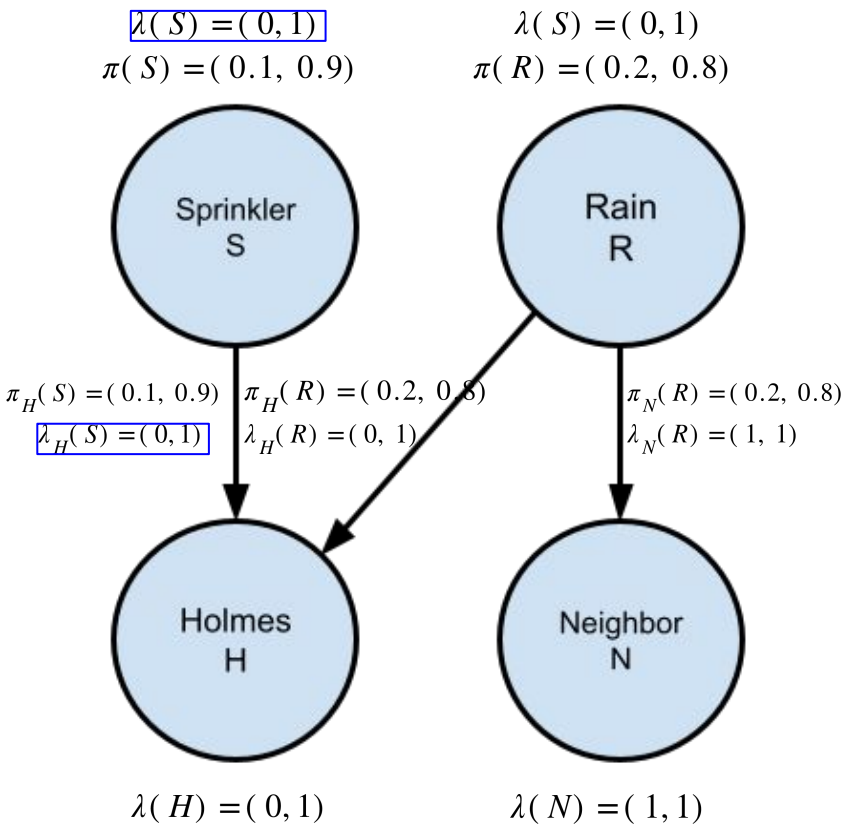 λ(S) =(0,1)
λ(S) =(0,1)
π(S) =(0.1, 0.9)
π(R) =(0.2, 0.8)
Sprinkler
S
Rain
R
π_H(S) =(0.1, 0.9)
π_H(R) =(0.2, 0.8)
π_N(R) =(0.2, 0.8)
λ_H(S) =(0,1)
λ_H(R) =(0, 1)
λ_N(R) =(1, 1)
Holmes
H
Neighbor
N
λ(H) =(0,1)
λ(N) =(1,1)